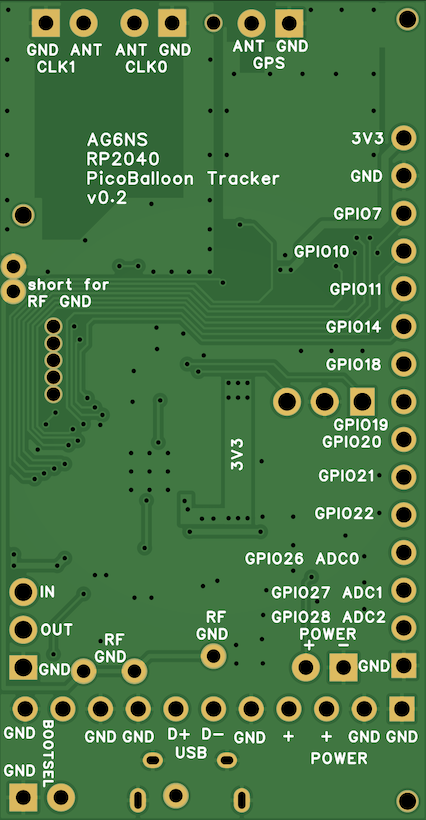 GND ANT ANT GND
CLK1 CLK0
ANT GND
GPS
AG6NS
RP2040
PicoBalloon Tracker
v0.2
3V3
GND
GPIO7
GPIO10
GPIO11
GPIO14
GPIO18
short for
RF GND
GPIO19
GPIO20
3V3
GPIO21
GPIO22
GPIO26 ADC0
GPIO27 ADC1
GPIO28 ADC2
IN
OUT
GND
RF
GND
RF
GND
POWER
+ -
GND
GND
BOOTSEL
GND GND D+ D- GND + + GND GND
USB
POWER
GND